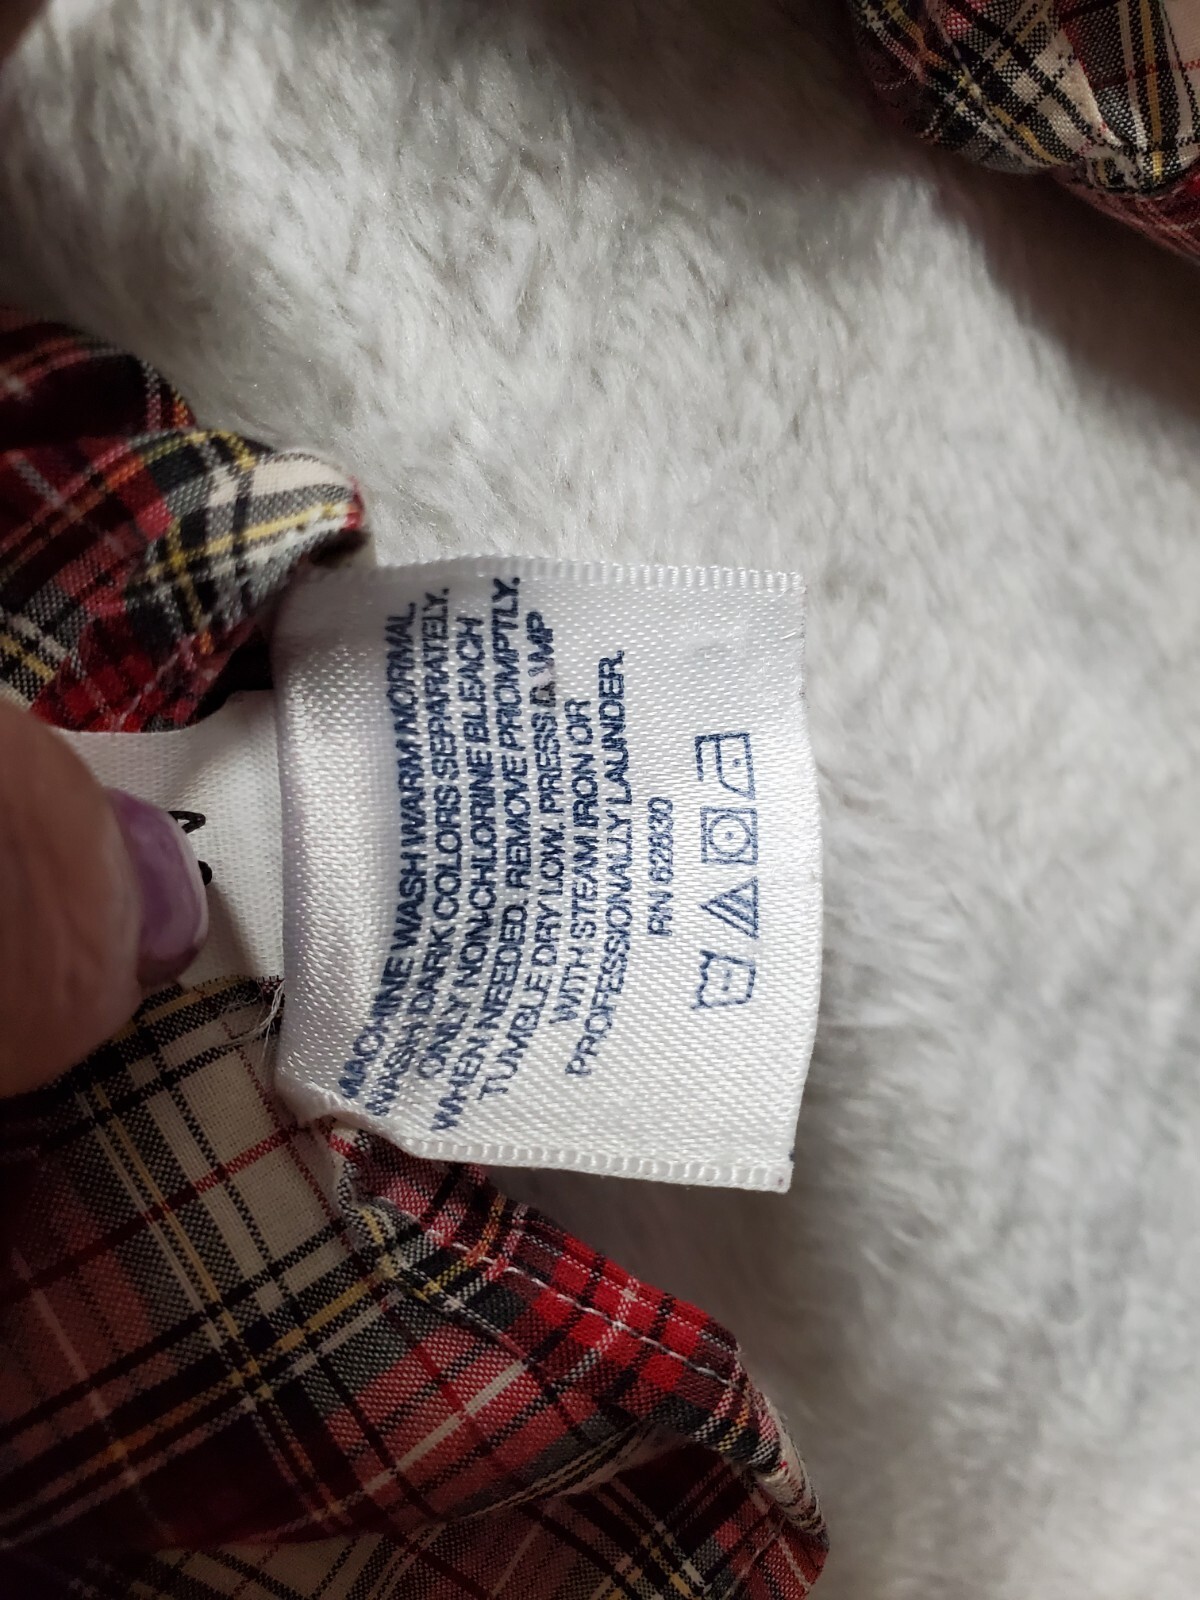 MACHINE WASH WARM NORMAL.
WASH DARK COLORS SEPARATELY.
ONLY NON-CHLORINE BLEACH
WHEN NEEDED. REMOVE PROMPTLY.
TUMBLE DRY LOW. PRESS DAMP
WITH STEAM IRON OR
PROFESSIONALLY LAUNDER.
RN 62830